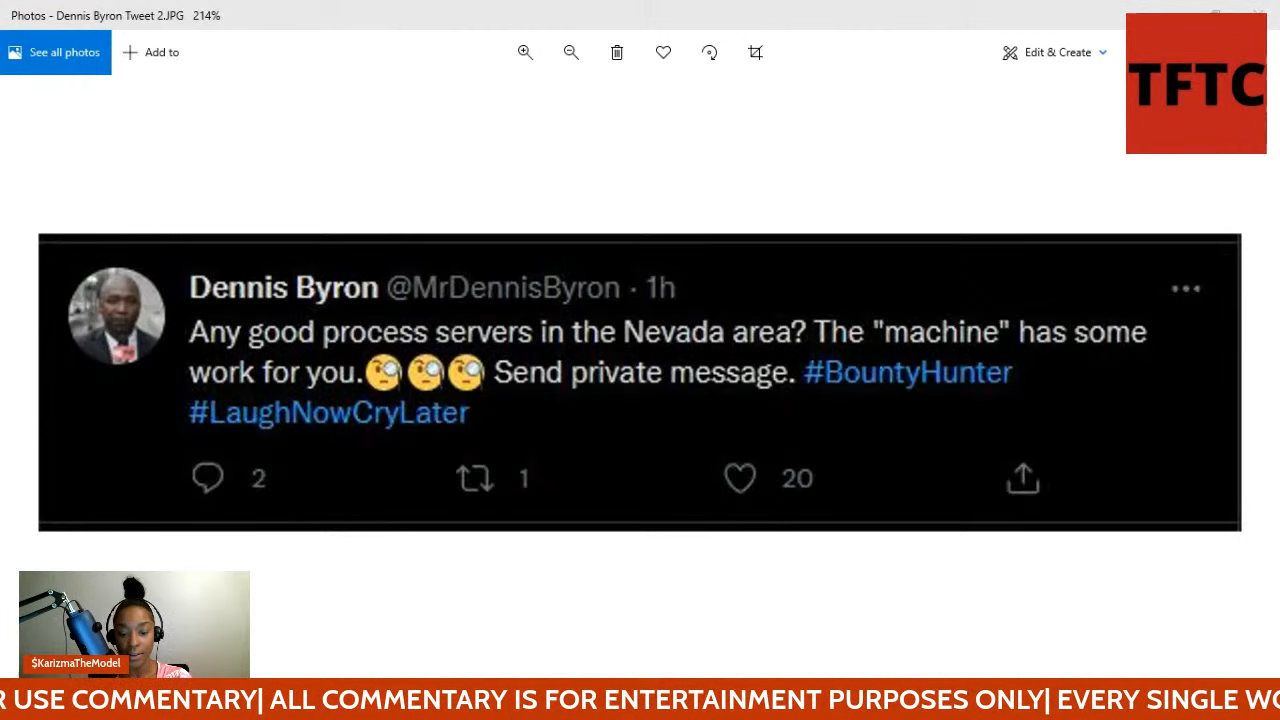 Photos - Dennis Byron Tweet 2.JPG 214%
See all photos
Add to
Edit & Create
TFTC
Dennis Byron @MrDennisByron · 1h
Any good process servers in the Nevada area? The "machine" has some
work for you.🧐🧐🧐 Send private message. #BountyHunter
#LaughNowCryLater
2 1 20
$KarizmaTheModel
R USE COMMENTARY| ALL COMMENTARY IS FOR ENTERTAINMENT PURPOSES ONLY| EVERY SINGLE WO